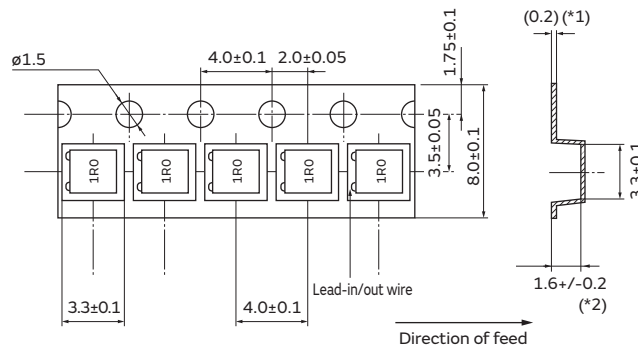 (0.2) (*1)
1.75±0.1
ø1.5
4.0±0.1
2.0±0.05
3.5±0.05
8.0±0.1
3.3±0.1
1R0
1R0
1R0
1R0
1R0
Lead-in/out wire
1.6+/-0.2
(*2)
3.3±0.1
4.0±0.1
Direction of feed